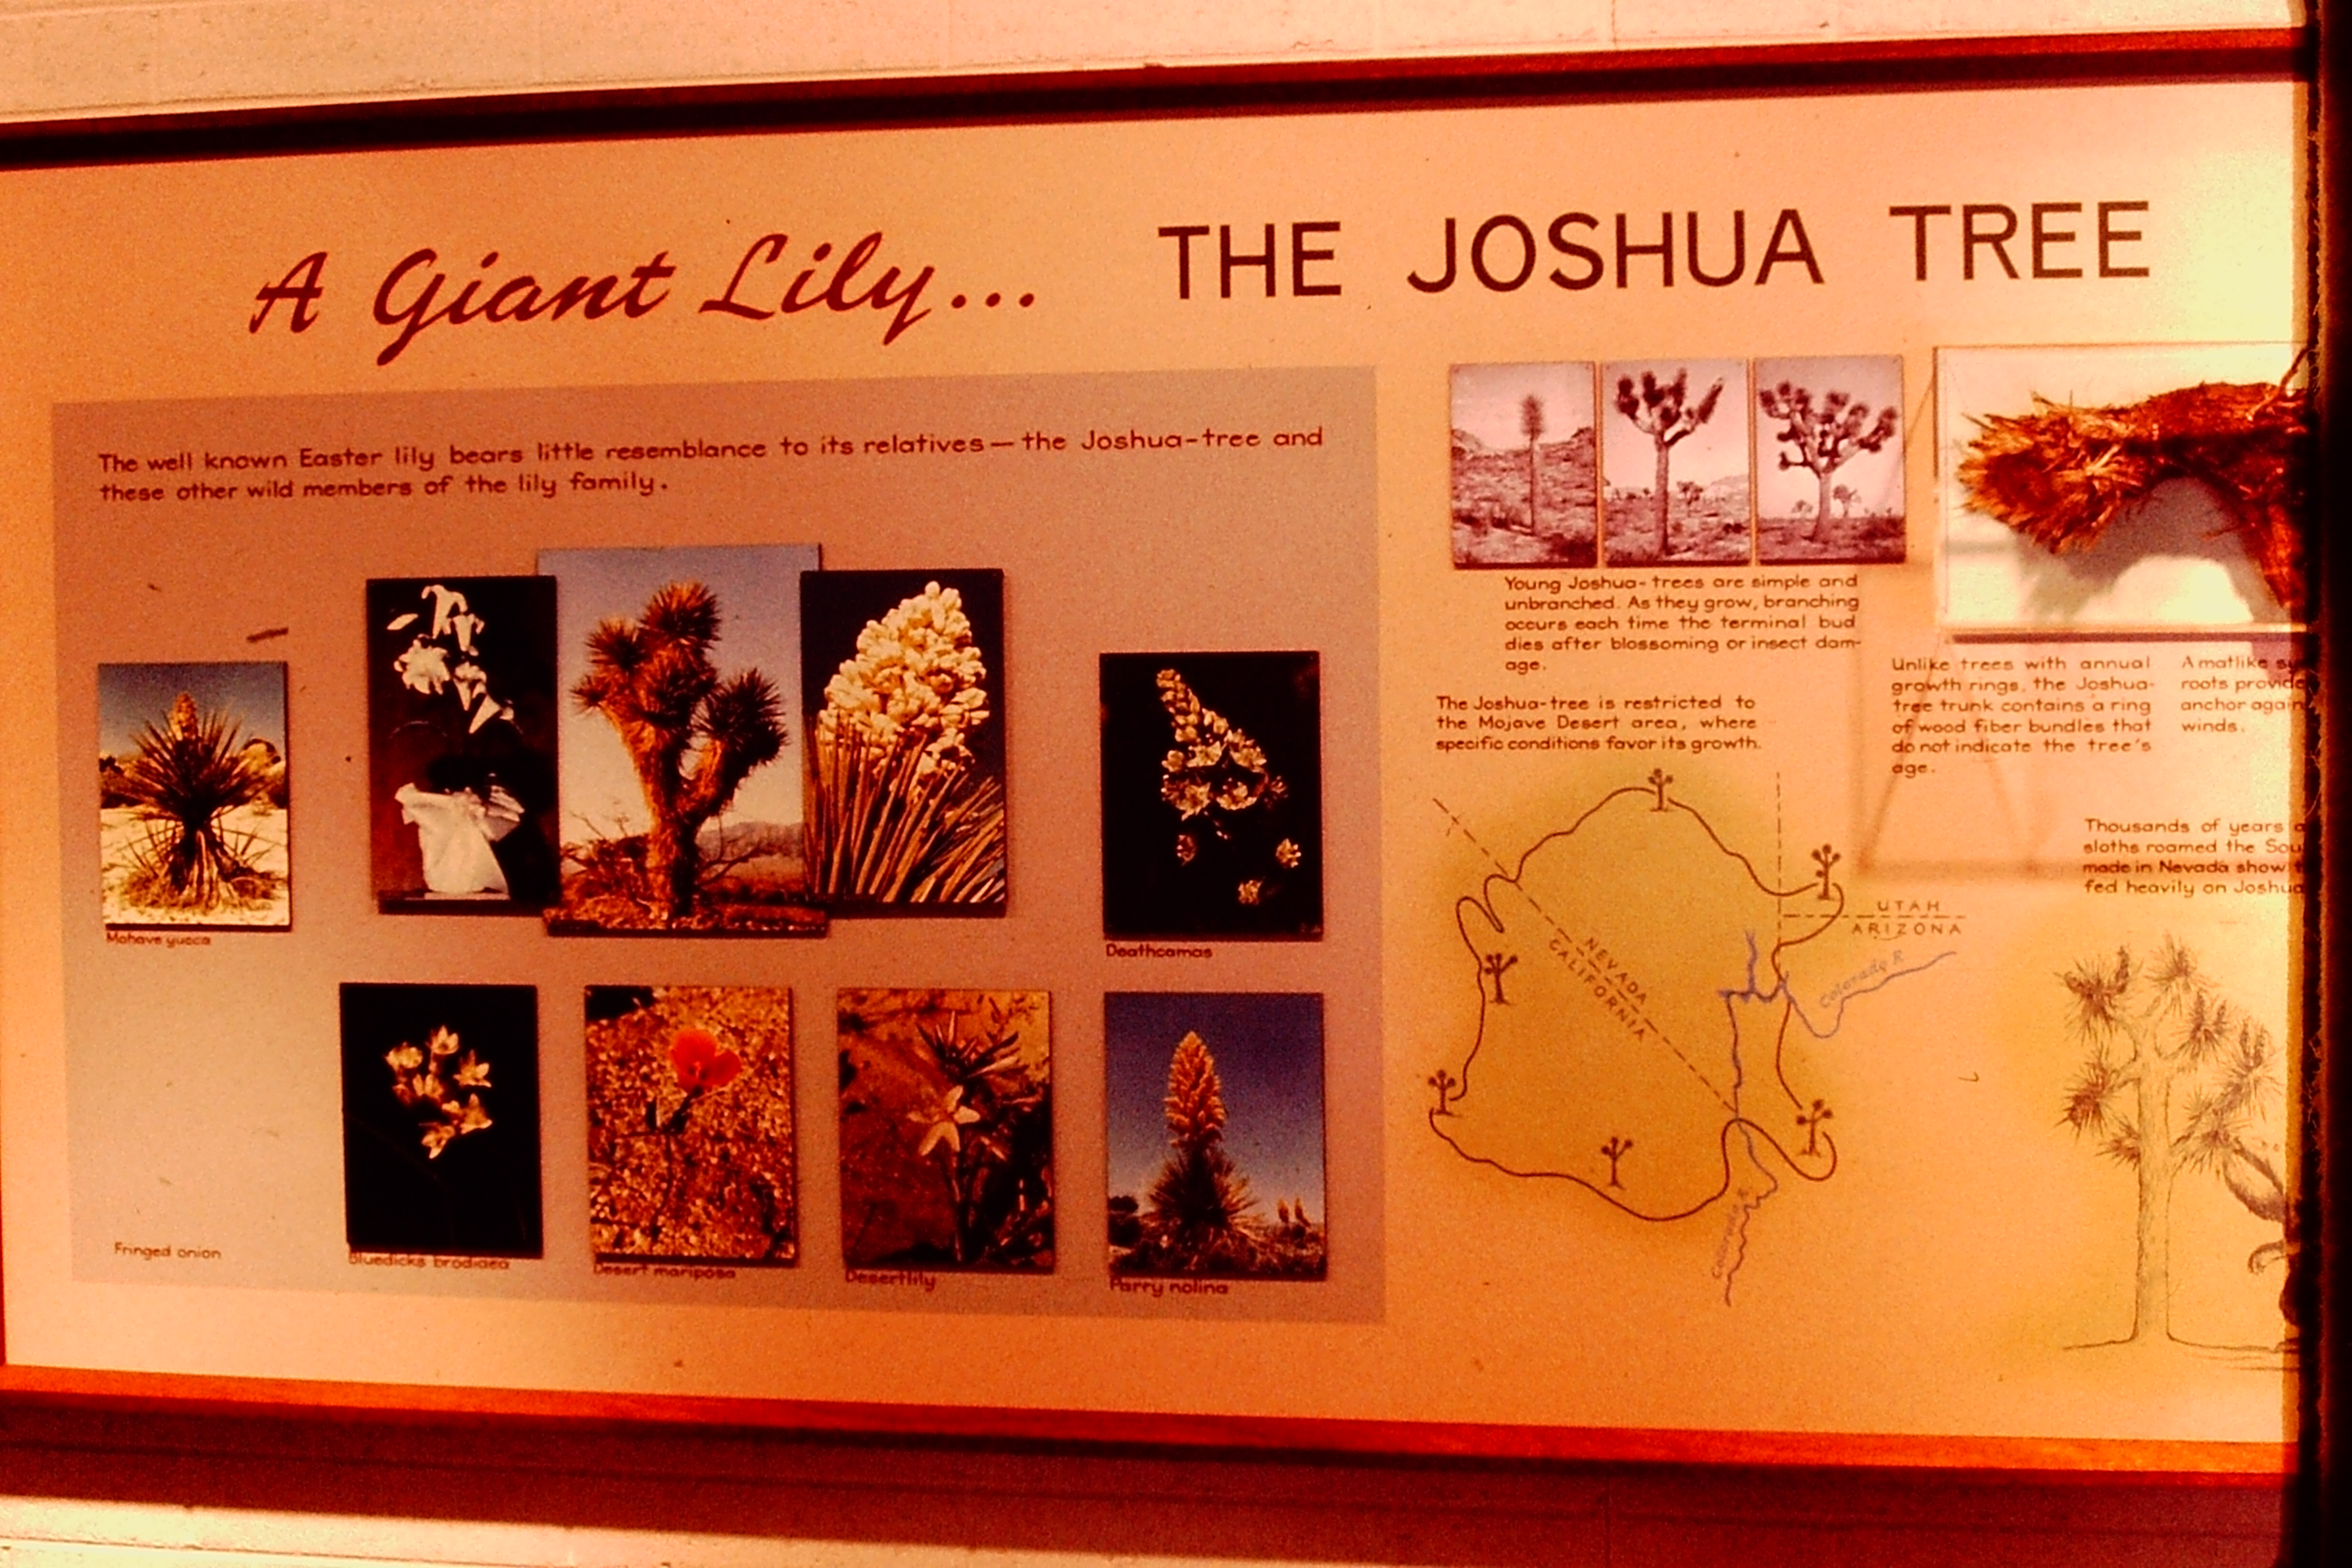 A Giant Lily... THE JOSHUA TREE
The well known Easter lily bears little resemblance to its relatives — the Joshua-tree and
these other wild members of the lily family.
Mohave yucca
Deathcamas
Fringed onion
Bluedicks brodiaea
Desert mariposa
Desertlily
Parry nolina
Young Joshua-trees are simple and
unbranched. As they grow, branching
occurs each time the terminal bud
dies after blossoming or insect dam-
age.
The Joshua-tree is restricted to
the Mojave Desert area, where
specific conditions favor its growth.
NEVADA
CALIFORNIA
UTAH
ARIZONA
Colorado R.
Colorado R.
Unlike trees with annual
growth rings, the Joshua-
tree trunk contains a ring
of wood fiber bundles that
do not indicate the tree's
age.
A matlike
roots provide
anchor
winds.
Thousands of years
sloths roamed the
made in Nevada show
fed heavily on